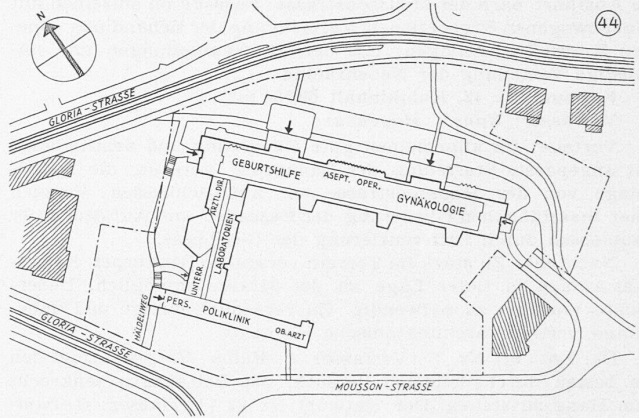 44
N
GLORIA-STRASSE
GEBURTSHILFE
ASEPT. OPER.
GYNÄKOLOGIE
ÄRZTL. DIR.
LABORATORIEN
UNTERR.
PERS. POLIKLINIK
OB. ARZT
HÄLDELIWEG
GLORIA-STRASSE
MOUSSON-STRASSE